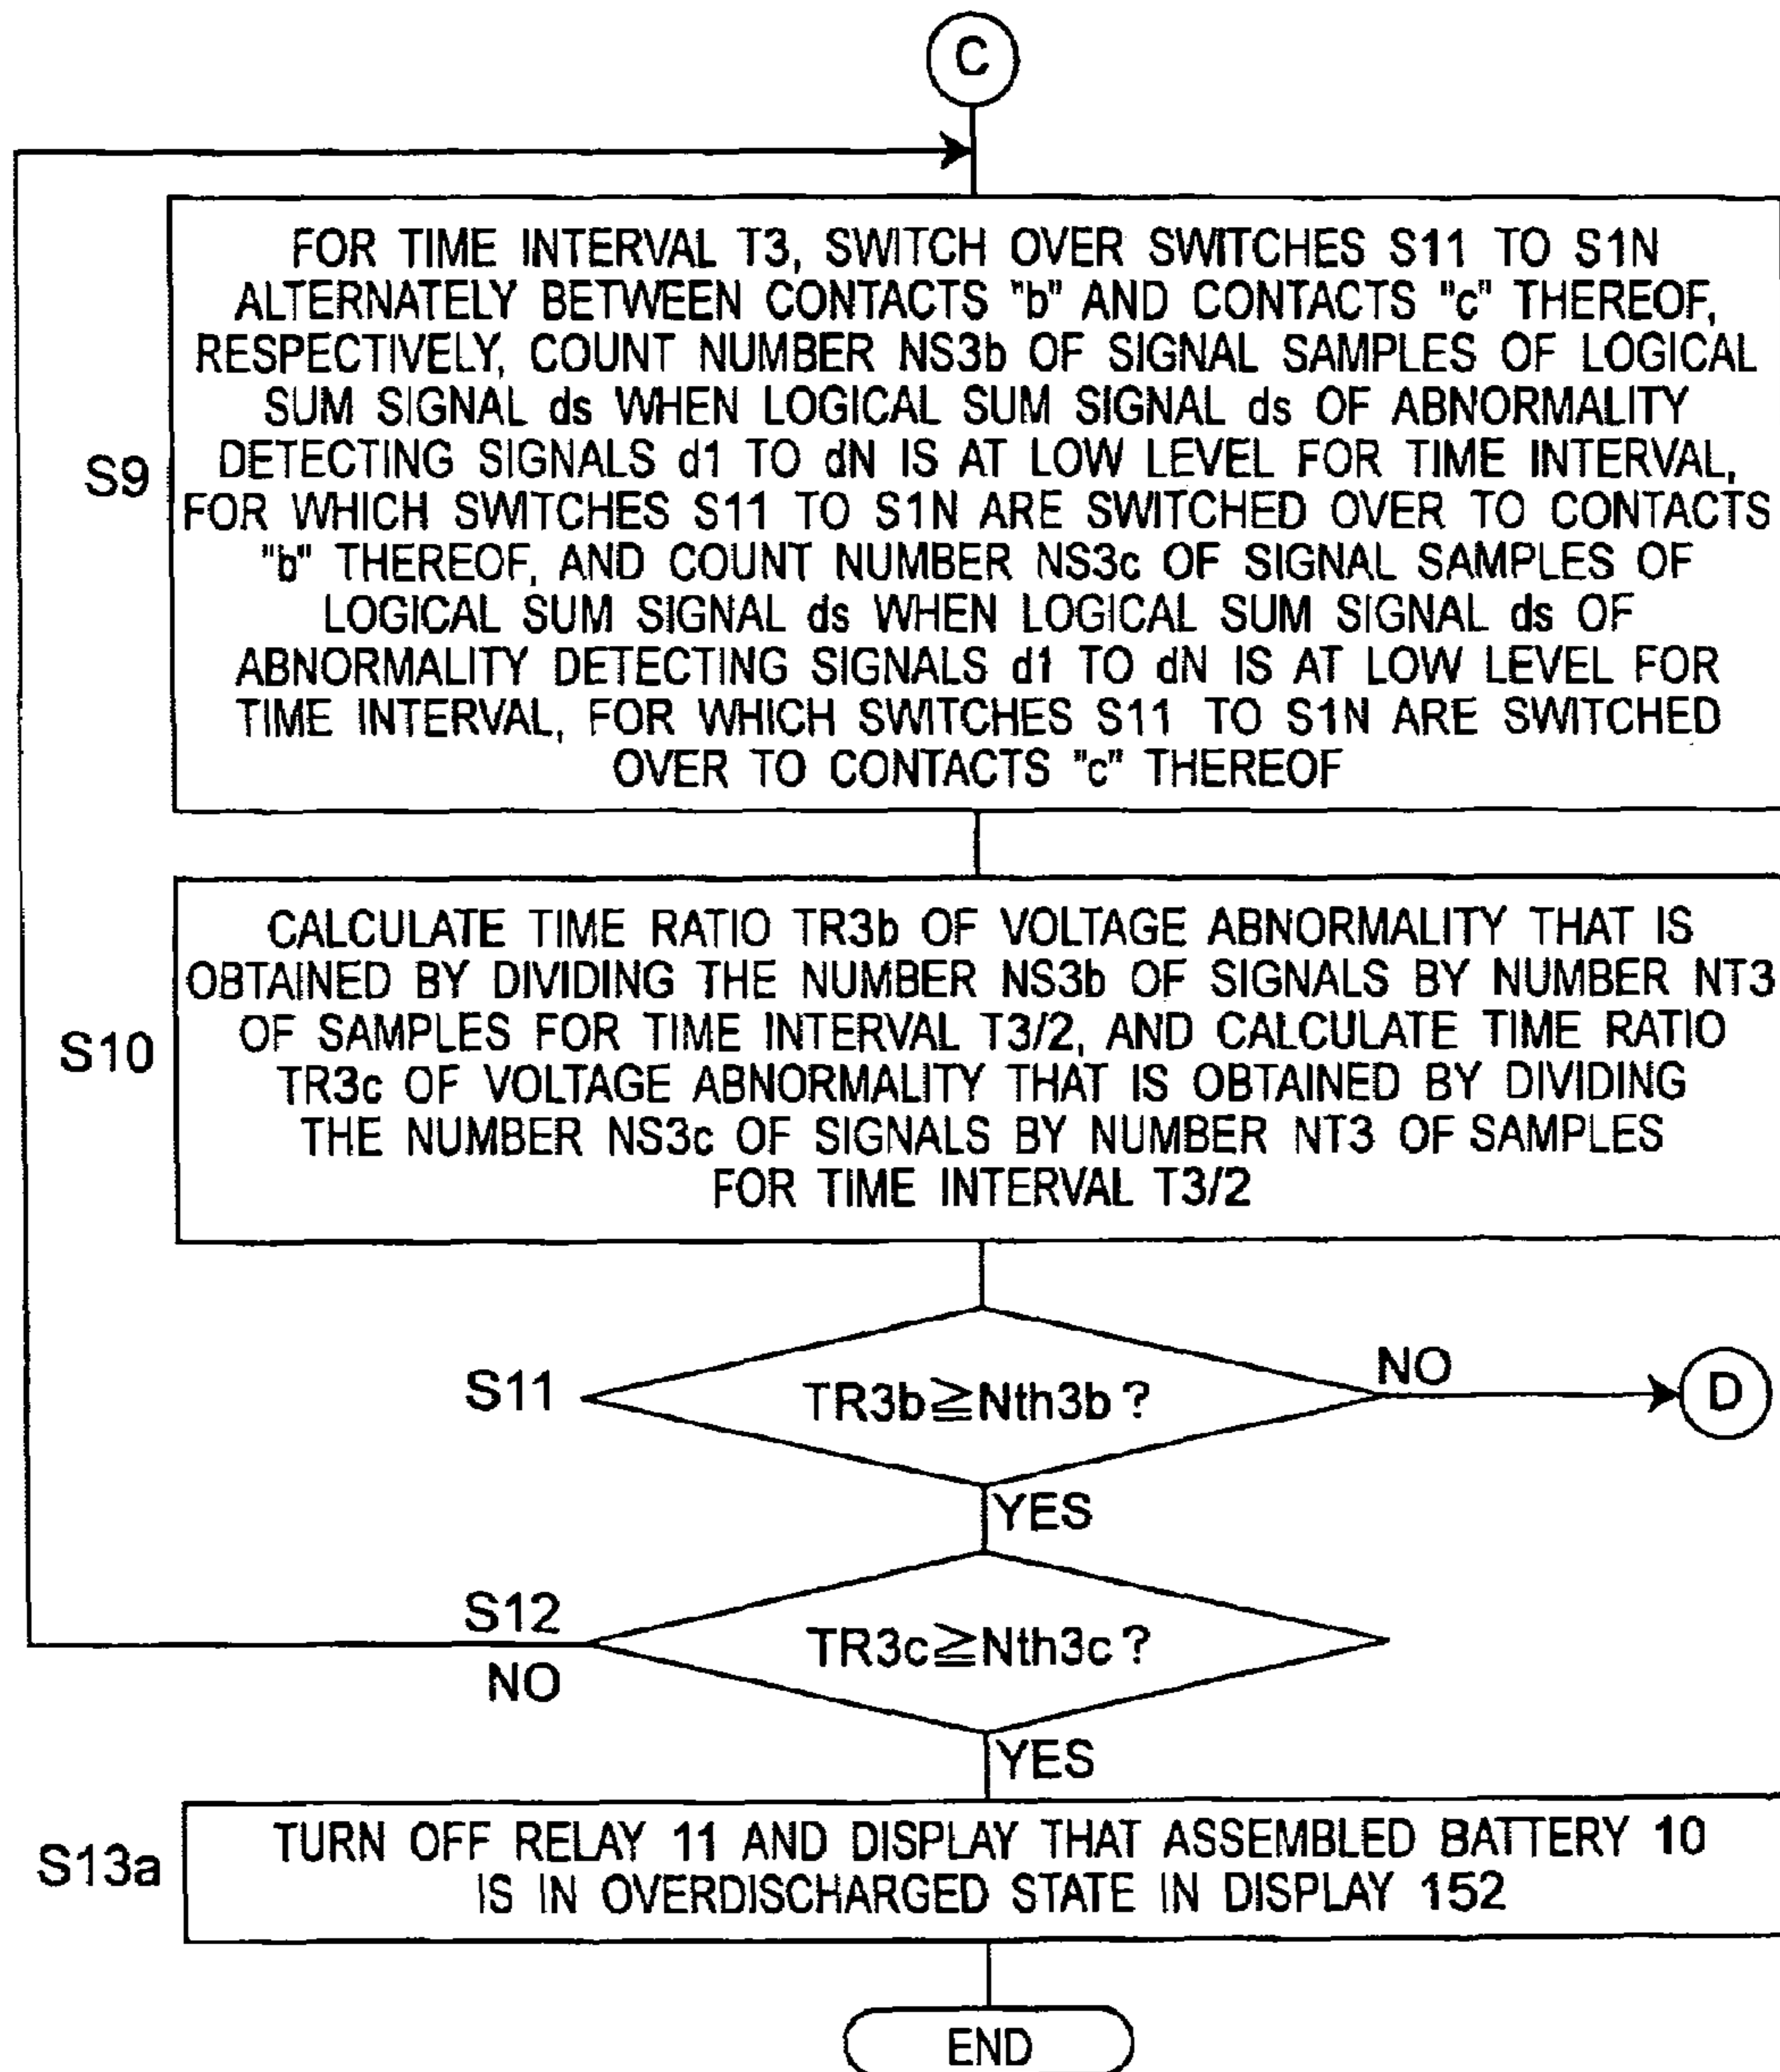 C
FOR TIME INTERVAL T3, SWITCH OVER SWITCHES S11 TO S1N
ALTERNATELY BETWEEN CONTACTS "b" AND CONTACTS "c" THEREOF,
RESPECTIVELY, COUNT NUMBER NS3b OF SIGNAL SAMPLES OF LOGICAL
SUM SIGNAL ds WHEN LOGICAL SUM SIGNAL ds OF ABNORMALITY
S9
DETECTING SIGNALS d1 TO dN IS AT LOW LEVEL FOR TIME INTERVAL,
FOR WHICH SWITCHES S11 TO S1N ARE SWITCHED OVER TO CONTACTS
"b" THEREOF, AND COUNT NUMBER NS3c OF SIGNAL SAMPLES OF
LOGICAL SUM SIGNAL ds WHEN LOGICAL SUM SIGNAL ds OF
ABNORMALITY DETECTING SIGNALS d1 TO dN IS AT LOW LEVEL FOR
TIME INTERVAL, FOR WHICH SWITCHES S11 TO S1N ARE SWITCHED
OVER TO CONTACTS "c" THEREOF
CALCULATE TIME RATIO TR3b OF VOLTAGE ABNORMALITY THAT IS
OBTAINED BY DIVIDING THE NUMBER NS3b OF SIGNALS BY NUMBER NT3
OF SAMPLES FOR TIME INTERVAL T3/2, AND CALCULATE TIME RATIO
S10
TR3c OF VOLTAGE ABNORMALITY THAT IS OBTAINED BY DIVIDING
THE NUMBER NS3c OF SIGNALS BY NUMBER NT3 OF SAMPLES
FOR TIME INTERVAL T3/2
S11
TR3b≧Nth3b ?
NO
D
YES
S12
TR3c≧Nth3c ?
NO
YES
S13a
TURN OFF RELAY 11 AND DISPLAY THAT ASSEMBLED BATTERY 10
IS IN OVERDISCHARGED STATE IN DISPLAY 152
END